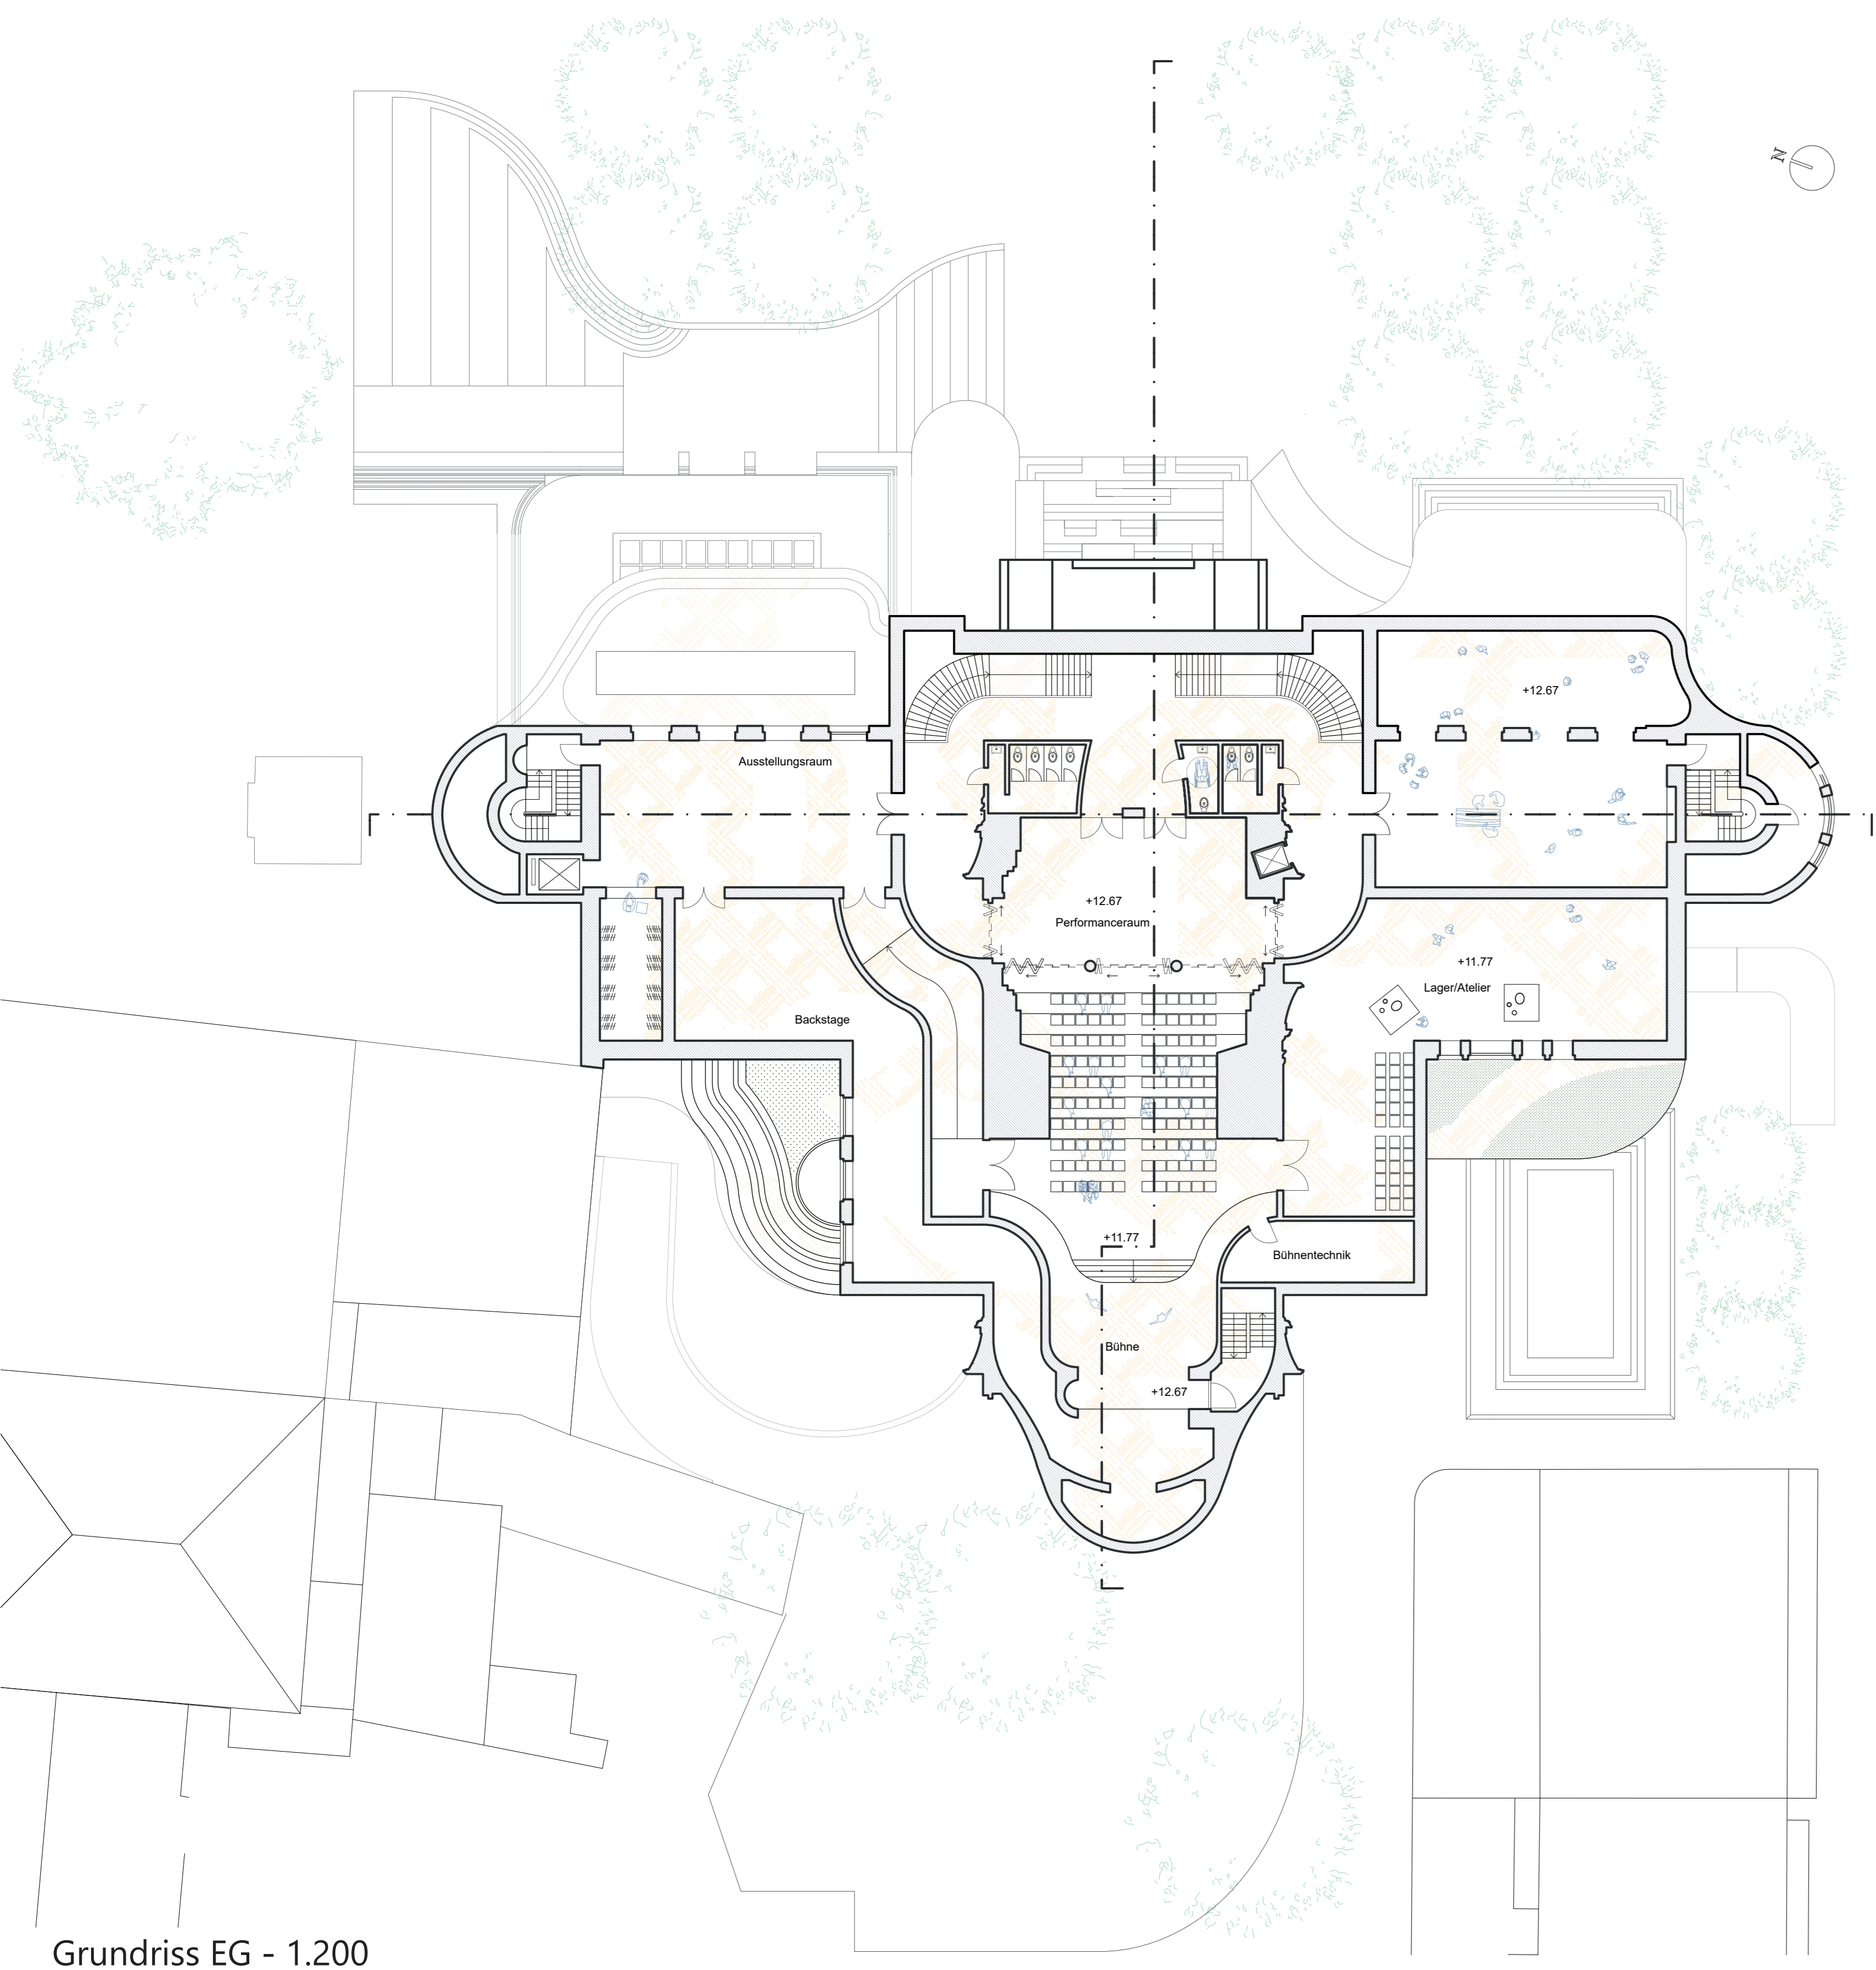 N
+12.67
Ausstellungsraum
+12.67
Performanceraum
+11.77
Lager/Atelier
Backstage
+11.77
Bühnentechnik
Bühne
+12.67
Grundriss EG - 1.200